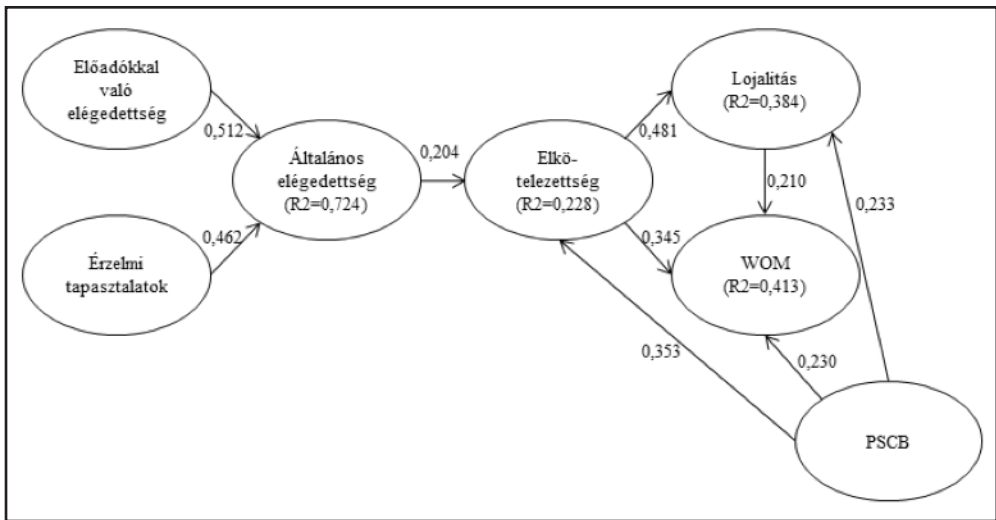 Előadókkal
való
elégedettség
0,512
Érzelmi
tapasztalatok
0,462
Általános
elégedettség
(R2=0,724)
0,204
Elkö-
telezettség
(R2=0,228)
0,481
Lojalitás
(R2=0,384)
0,210
0,233
0,345
WOM
(R2=0,413)
0,353
0,230
PSCB